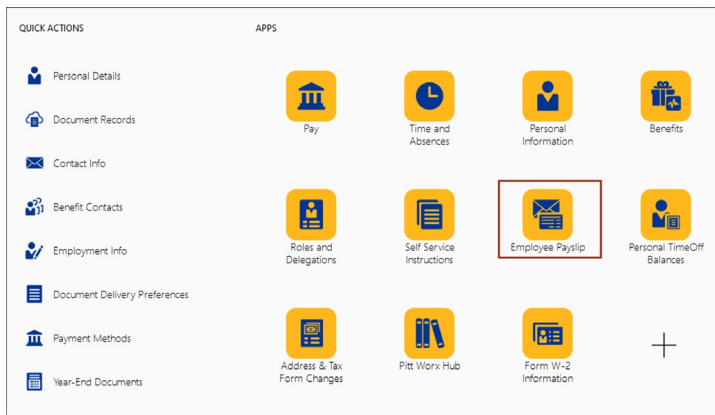 QUICK ACTIONS
Personal Details
Document Records
Contact Info
Benefit Contacts
Employment Info
Document Delivery Preferences
Payment Methods
Year-End Documents
APPS
Pay
Time and
Absences
Personal
Information
Benefits
Roles and
Delegations
Self Service
Instructions
Employee Payslip
Personal TimeOff
Balances
Address & Tax
Form Changes
Pitt Worx Hub
Form W-2
Information